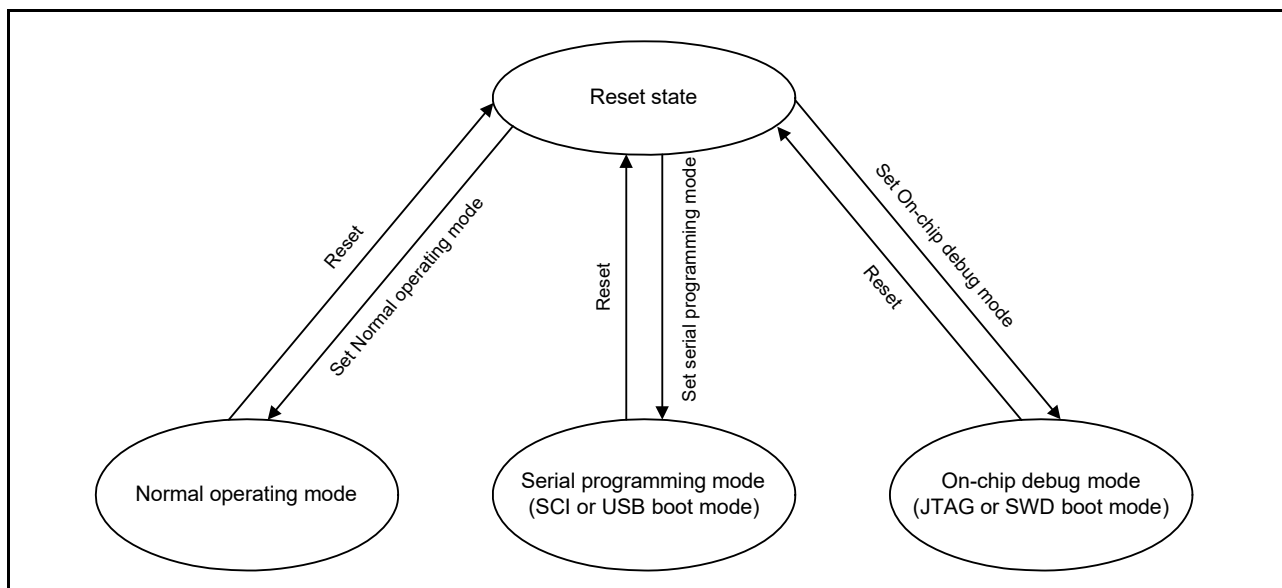 Reset state
Reset
Set Normal operating mode
Reset
Set serial programming mode
Reset
Set On-chip debug mode
Normal operating mode
Serial programming mode
(SCI or USB boot mode)
On-chip debug mode
(JTAG or SWD boot mode)